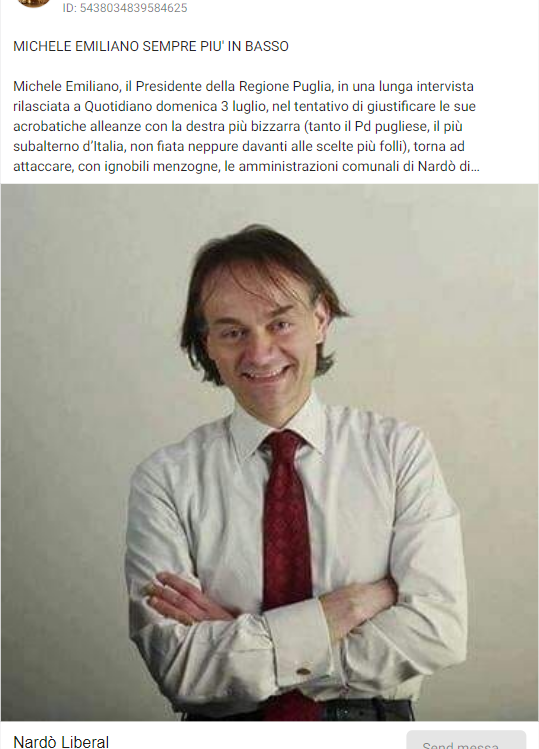 ID: 5438034839584625
MICHELE EMILIANO SEMPRE PIU' IN BASSO
Michele Emiliano, il Presidente della Regione Puglia, in una lunga intervista
rilasciata a Quotidiano domenica 3 luglio, nel tentativo di giustificare le sue
acrobatiche alleanze con la destra più bizzarra (tanto il Pd pugliese, il più
subalterno d'Italia, non fiata neppure davanti alle scelte più folli), torna ad
attaccare, con ignobili menzogne, le amministrazioni comunali di Nardò di...
Nardò Liberal
Send messa...